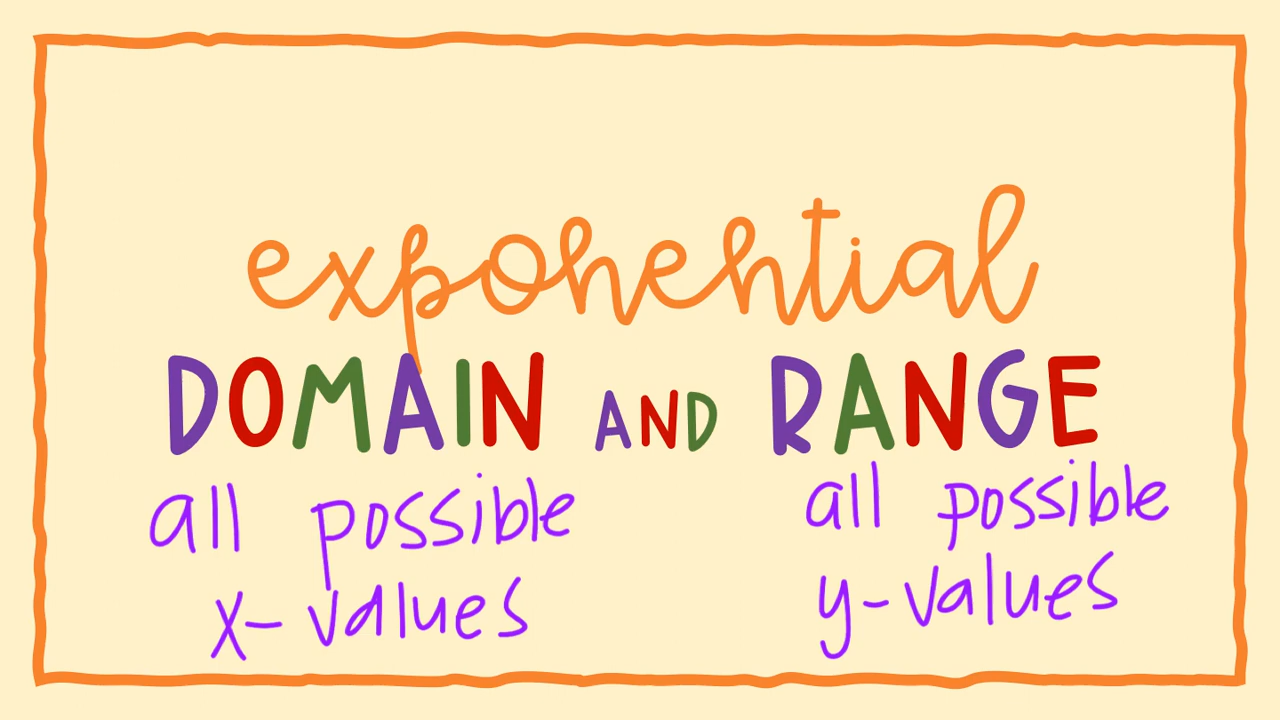 exponential
DOMAIN AND RANGE
all possible all possible
x-values y-values